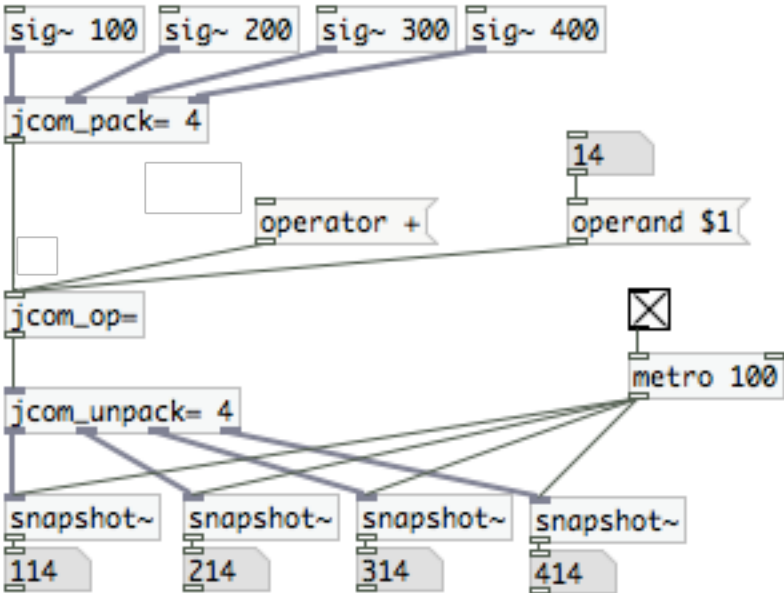 sig~ 100 sig~ 200 sig~ 300 sig~ 400
jcom_pack= 4
14
operator + operand $1
jcom_op=
metro 100
jcom_unpack= 4
snapshot~ snapshot~ snapshot~ snapshot~
114 214 314 414